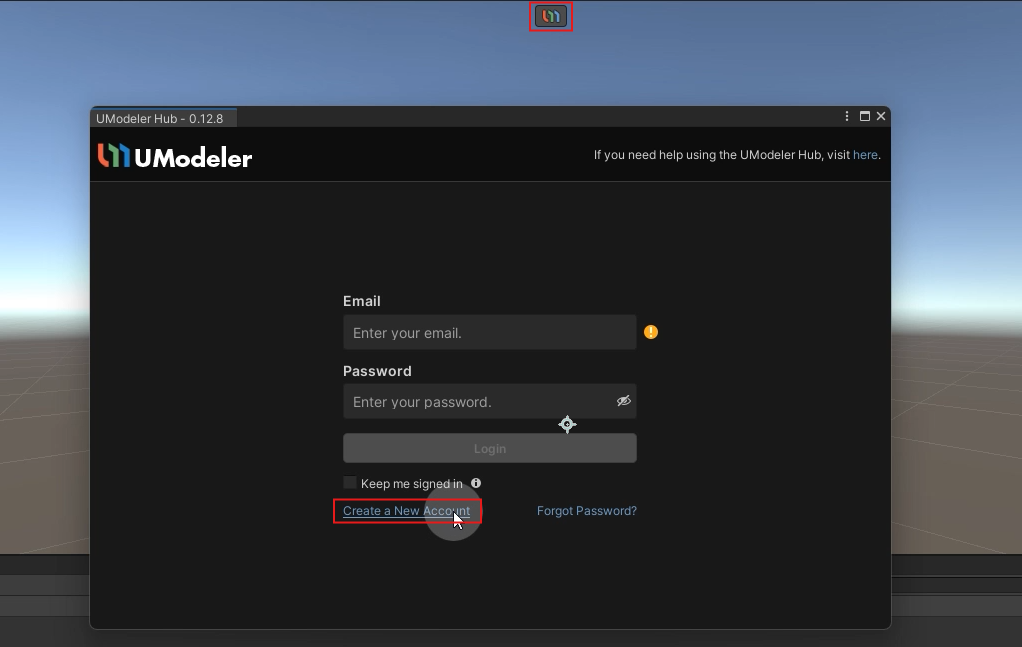 UModeler Hub - 0.12.8
UModeler
If you need help using the UModeler Hub, visit here.
Email
Enter your email.
Password
Enter your password.
Login
Keep me signed in
Create a New Account
Forgot Password?